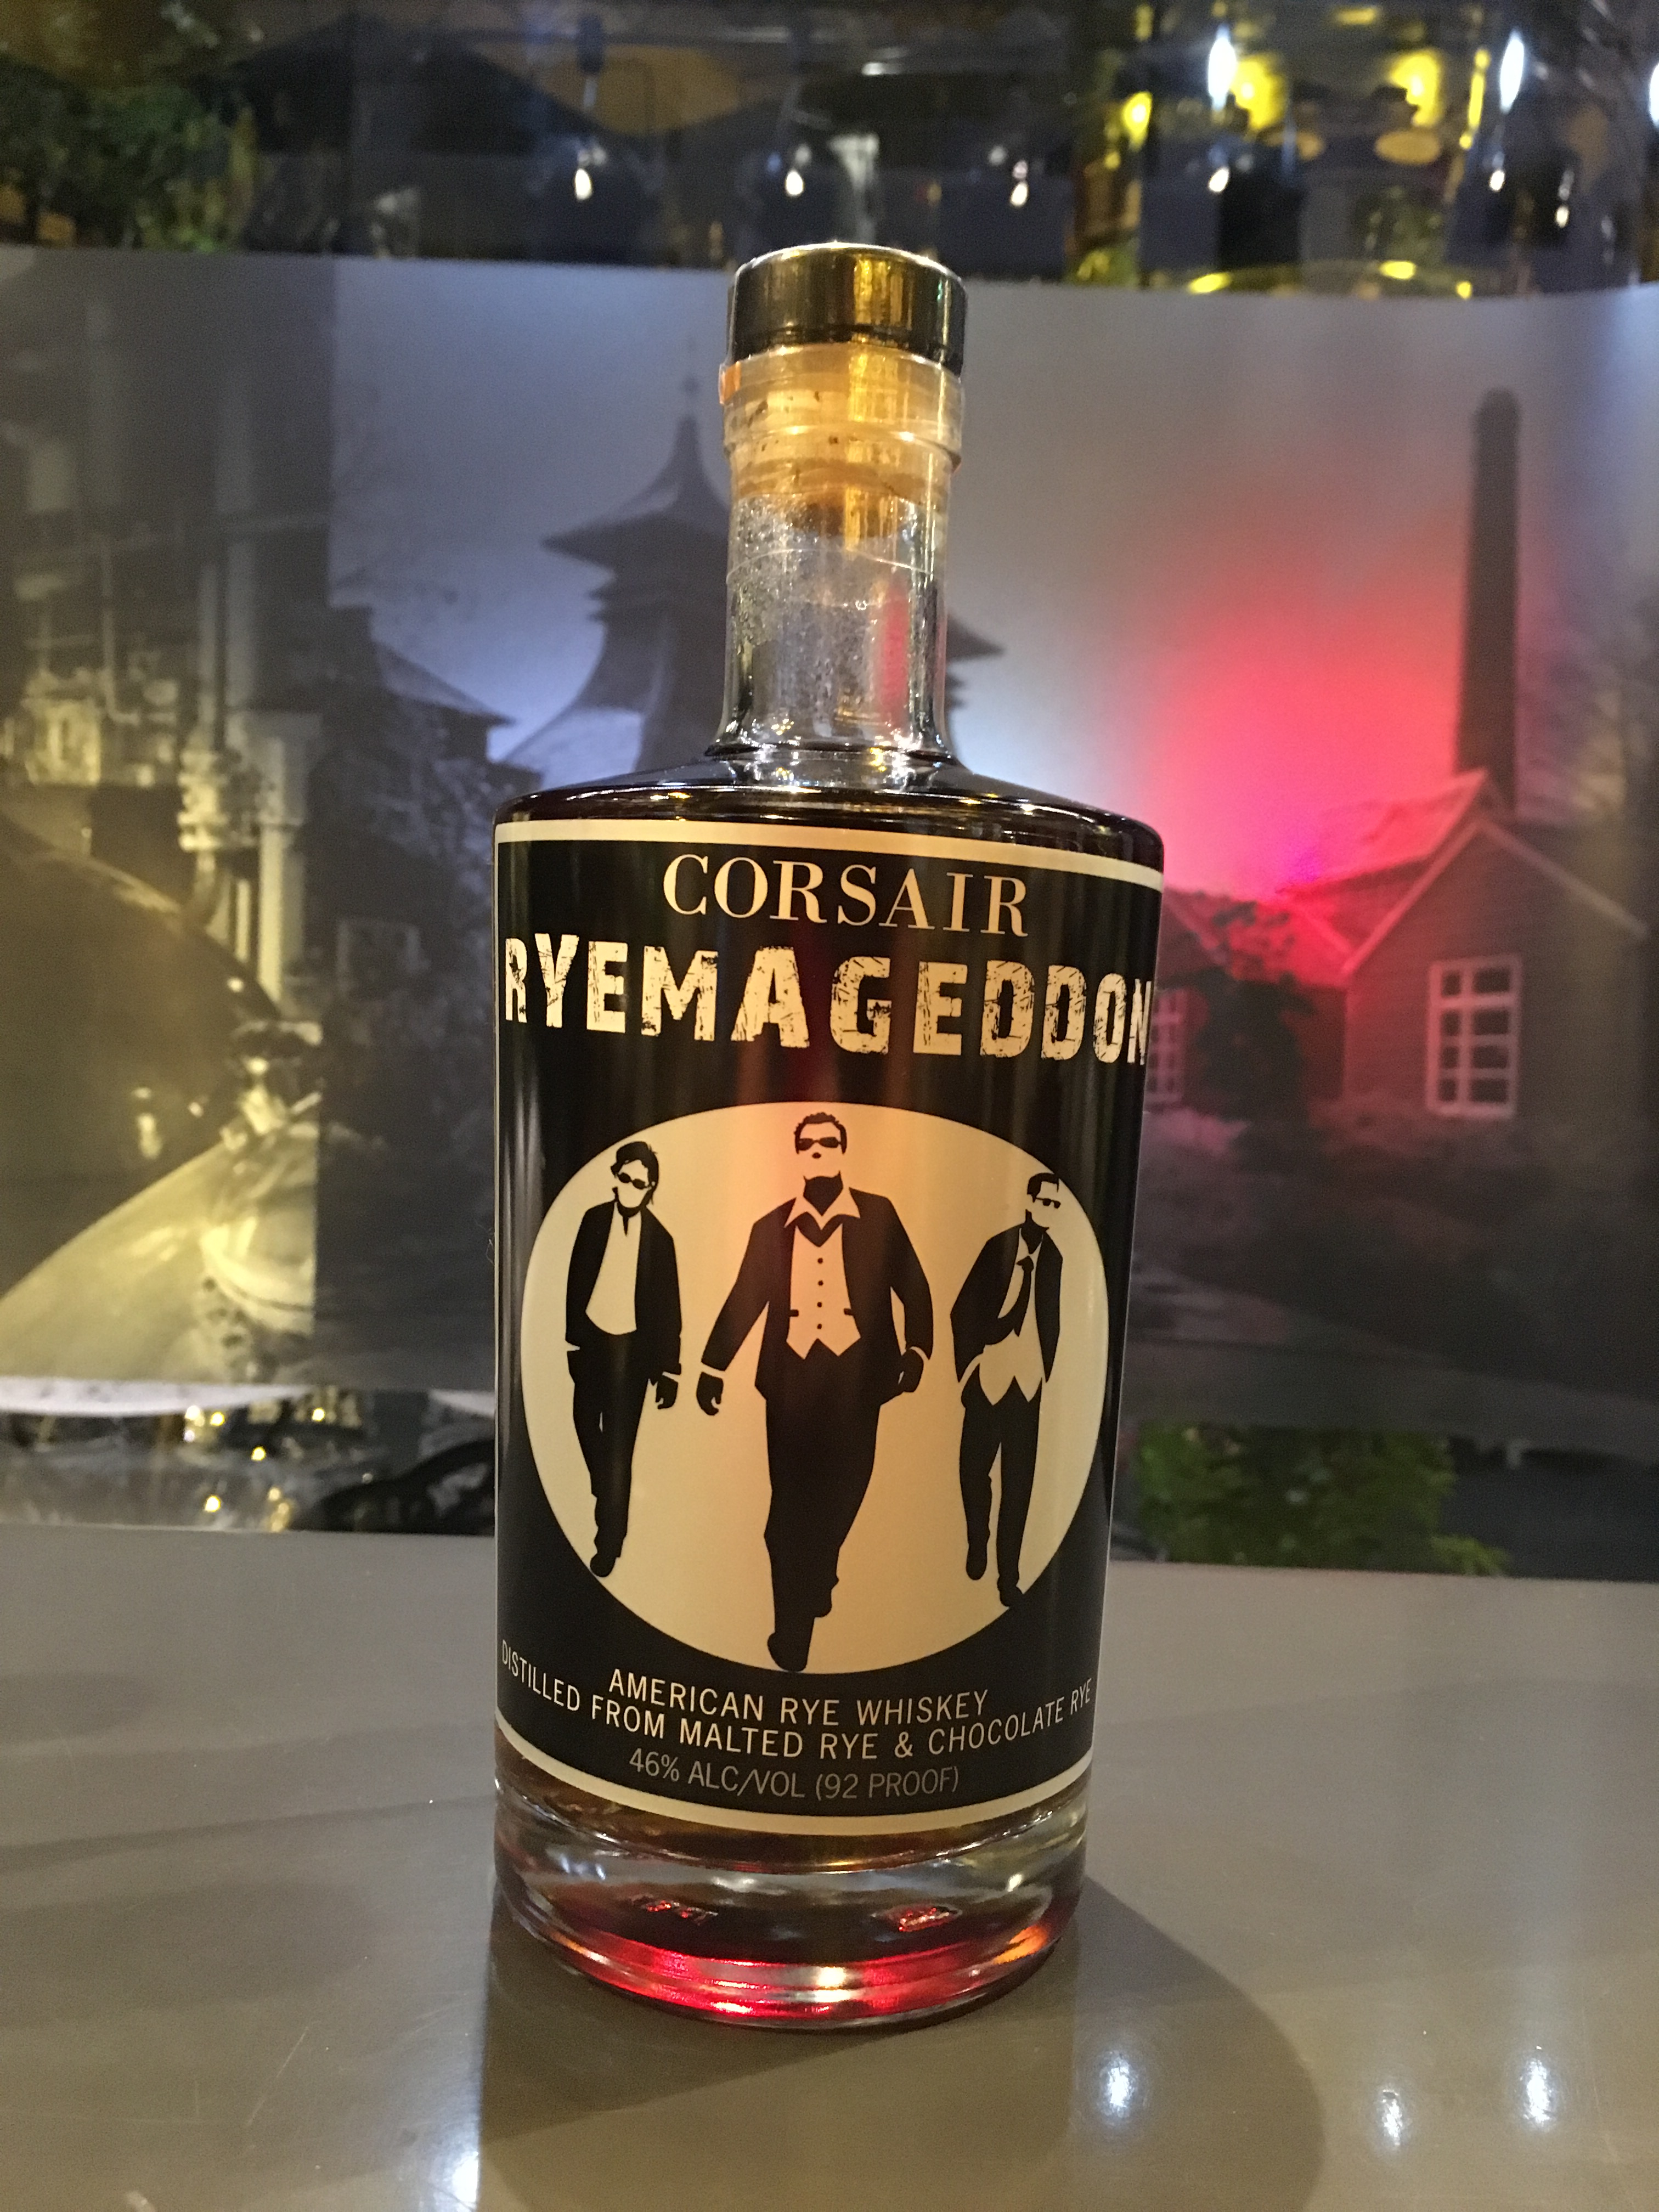 CORSAIR
RYEMAGEDDON
AMERICAN RYE WHISKEY
DISTILLED FROM MALTED RYE & CHOCOLATE RYE
46% ALC/VOL (92 PROOF)